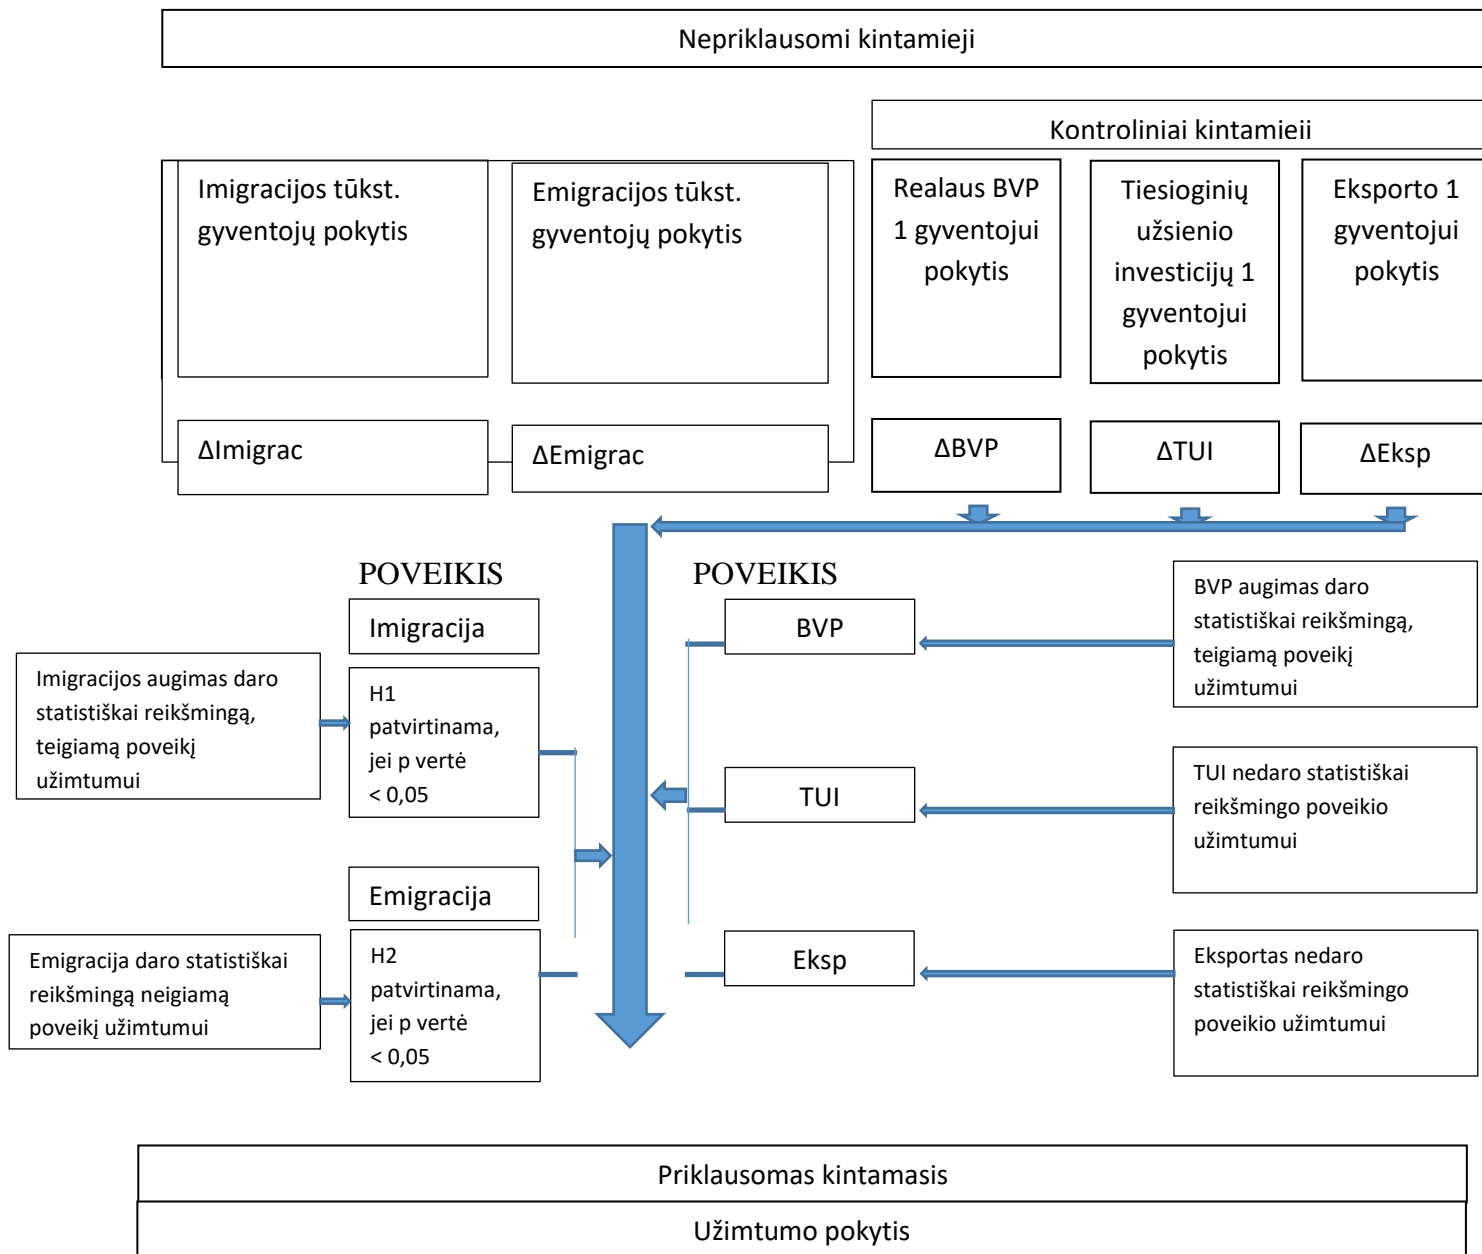 Nepriklausomi kintamieji
Kontroliniai kintamieii
Imigracijos tūkst.
gyventojų pokytis
Emigracijos tūkst.
gyventojų pokytis
Realaus BVP
1 gyventojui
pokytis
Tiesioginių
užsienio
investicijų 1
gyventojui
pokytis
Eksporto 1
gyventojui
pokytis
ΔImigrac
ΔEmigrac
ΔBVP
ΔTUI
ΔEksp
POVEIKIS
POVEIKIS
Imigracija
BVP
BVP augimas daro
statistiškai reikšmingą,
teigiamą poveikį
užimtumui
Imigracijos augimas daro
statistiškai reikšmingą,
teigiamą poveikį
užimtumui
H1
patvirtinama,
jei p vertė
< 0,05
TUI
TUI nedaro statistiškai
reikšmingo poveikio
užimtumui
Emigracija
Emigracija daro statistiškai
reikšmingą neigiamą
poveikį užimtumui
H2
patvirtinama,
jei p vertė
< 0,05
Eksp
Eksportas nedaro
statistiškai reikšmingo
poveikio užimtumui
Priklausomas kintamasis
Užimtumo pokytis